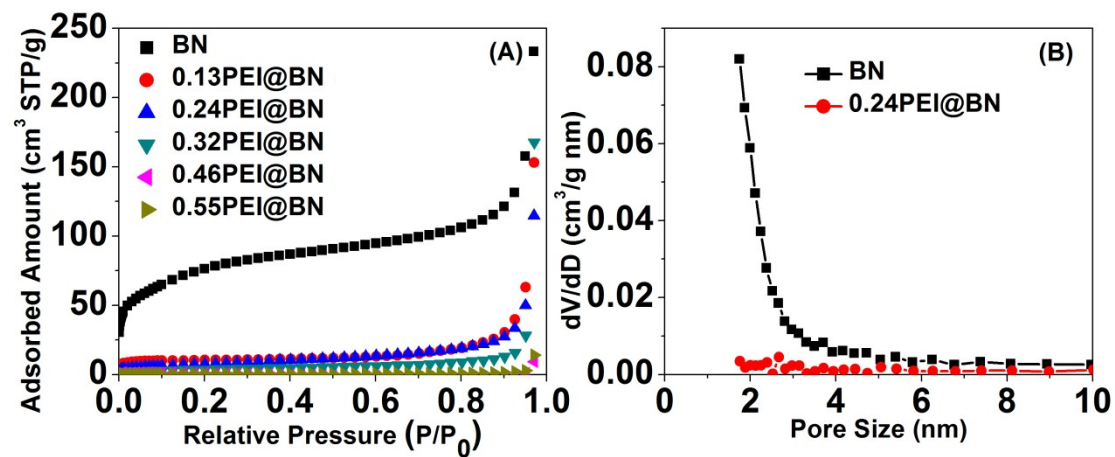 (A)
250
200
150
100
50
0
BN
0.13PEI@BN
0.24PEI@BN
0.32PEI@BN
0.46PEI@BN
0.55PEI@BN
Adsorbed Amount (cm³ STP/g)
0.0 0.2 0.4 0.6 0.8 1.0
Relative Pressure (P/P₀)
(B)
0.08
0.06
0.04
0.02
0.00
BN
0.24PEI@BN
dV/dD (cm³/g nm)
0 2 4 6 8 10
Pore Size (nm)